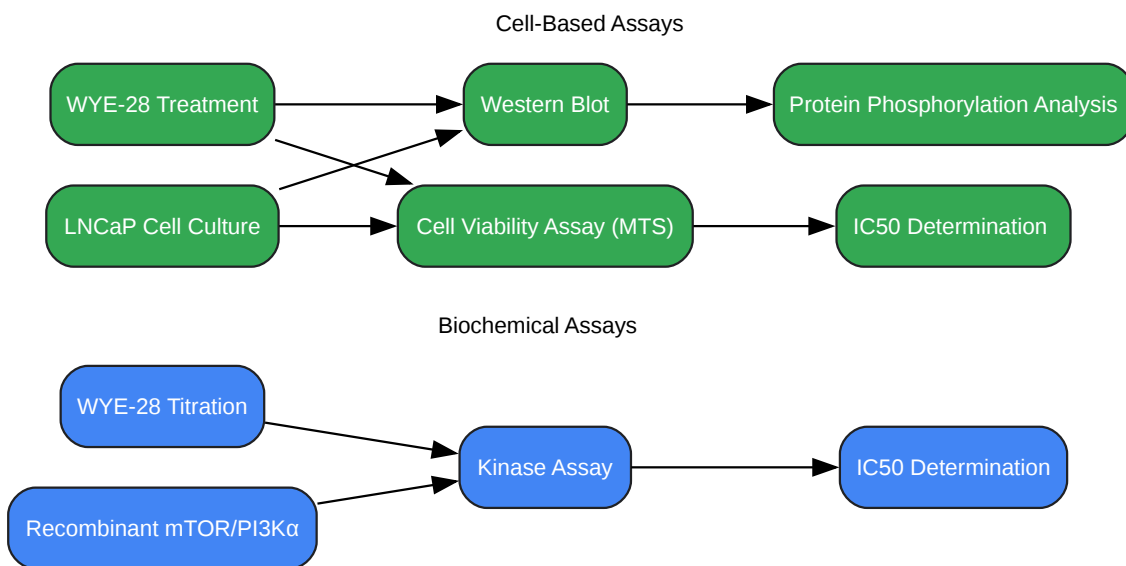 Cell-Based Assays
WYE-28 Treatment
Western Blot
Protein Phosphorylation Analysis
LNCaP Cell Culture
Cell Viability Assay (MTS)
IC50 Determination
Biochemical Assays
WYE-28 Titration
Kinase Assay
IC50 Determination
Recombinant mTOR/PI3Kα